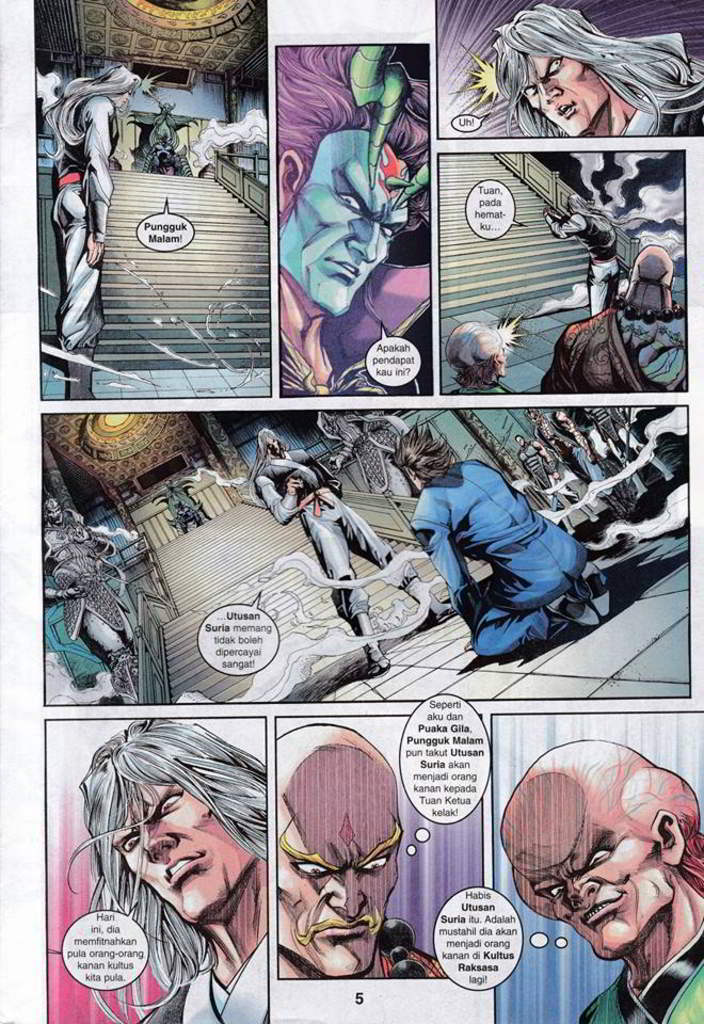 Pungguk
Malam!
Apakah
pendapat
kau ini?
Uh!
Tuan,
pada
hemat-
ku...
...Utusan
Suria memang
tidak boleh
dipercayai
sangat!
Hari
ini, dia
memfitnahkan
pula orang-orang
kanan kultus
kita pula.
Seperti
aku dan
Puaka
Gila,
Pungguk Malam
pun takut Utusan
Suria akan
menjadi orang
kanan kepada
Tuan Ketua
kelak!
Habis
Utusan
Suria itu. Adalah
mustahil dia akan
menjadi orang
kanan di Kultus
Raksasa
lagi!
5